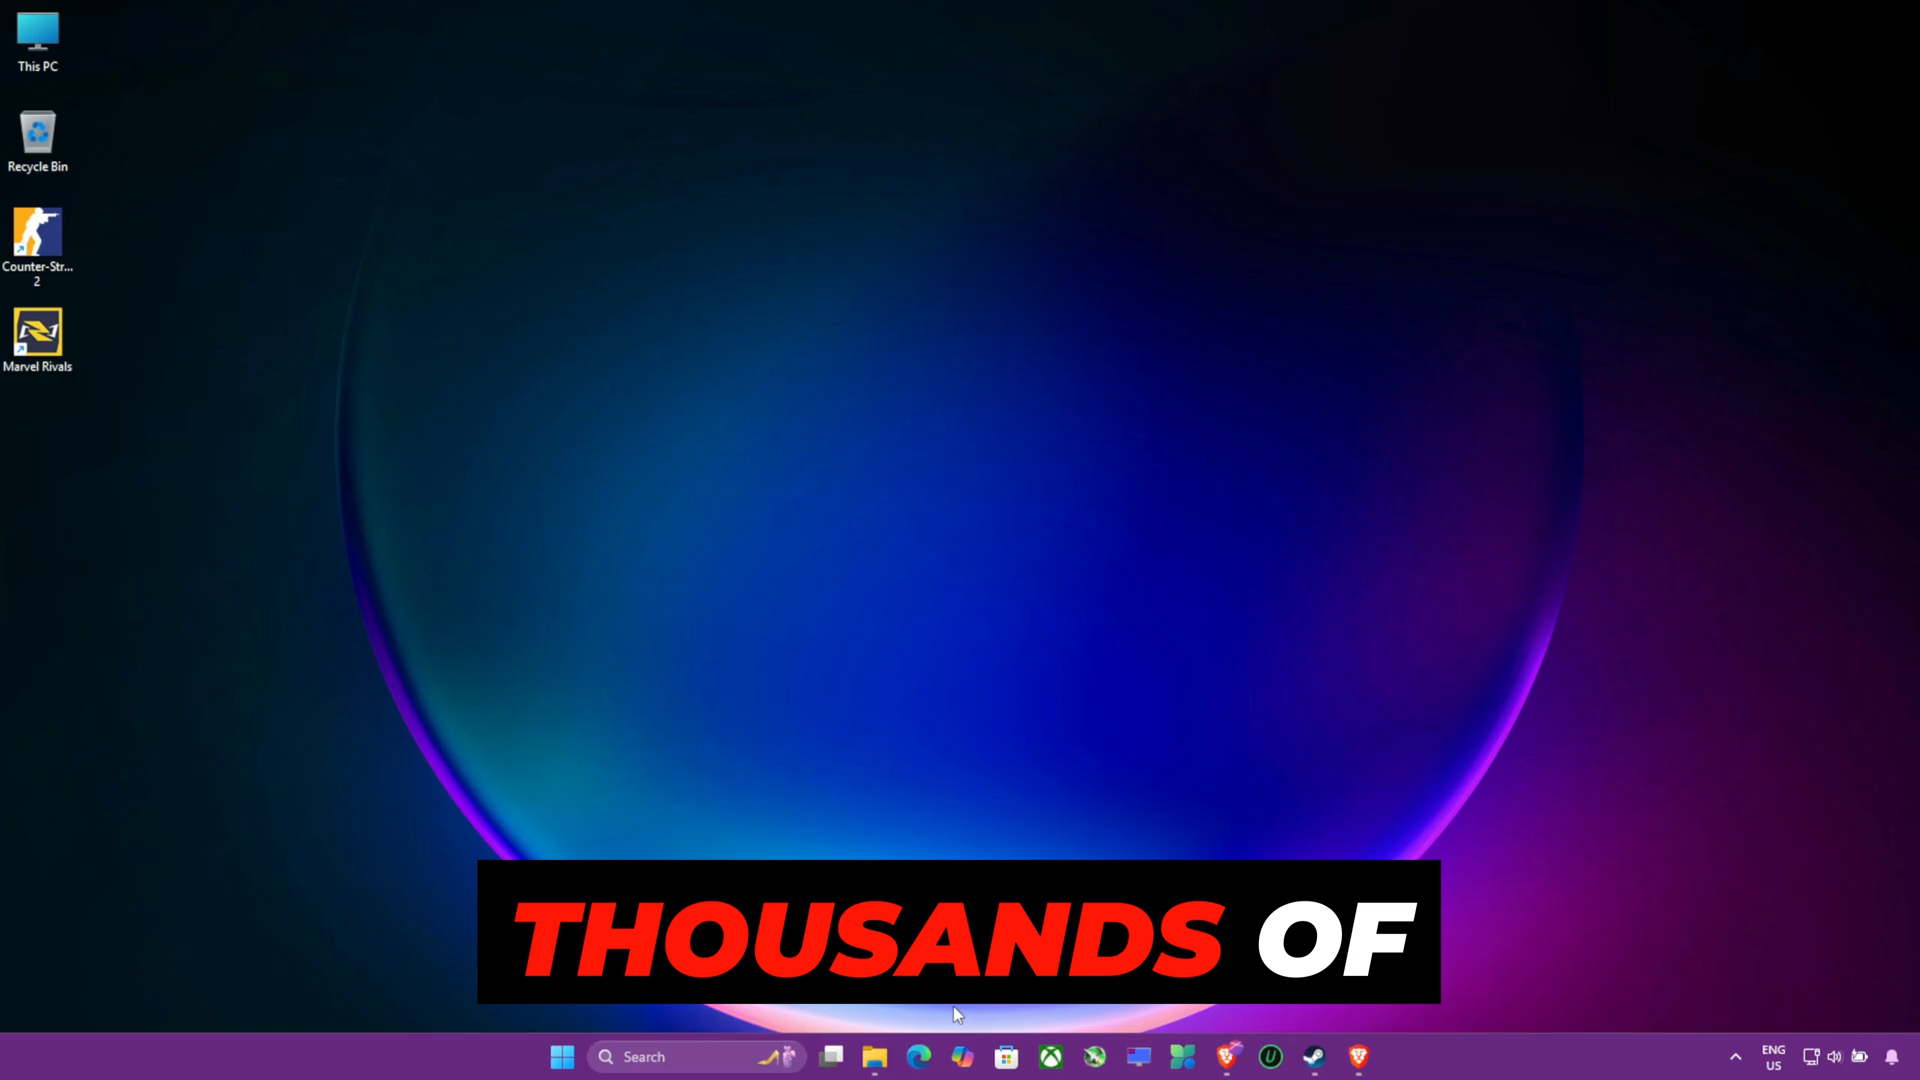 This PC
Recycle Bin
Counter-Str...
2
Marvel Rivals
THOUSANDS OF
Search
ENG
US